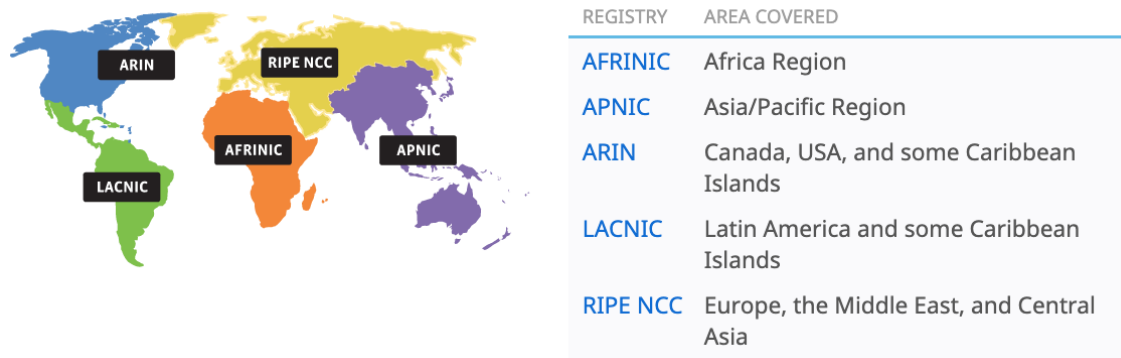 ARIN
RIPE NCC
AFRINIC
APNIC
LACNIC
REGISTRY AREA COVERED
AFRINIC Africa Region
APNIC Asia/Pacific Region
ARIN Canada, USA, and some Caribbean
Islands
LACNIC Latin America and some Caribbean
Islands
RIPE NCC Europe, the Middle East, and Central
Asia